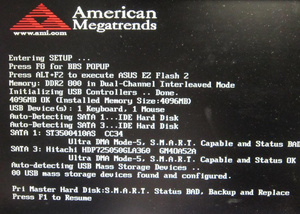 American
Megatrends
www.ami.com
Entering SETUP ...
Press F8 for BBS POPUP
Press ALT+F2 to execute ASUS EZ Flash 2
Memory: DDR2 800 in Dual-Channel Interleaved Mode
Initializing USB Controllers .. Done.
4096MB OK (Installed Memory Size:4096MB)
USB Device(s): 1 Keyboard, 1 Mouse
Auto-Detecting SATA 1...IDE Hard Disk
Auto-Detecting SATA 3...IDE Hard Disk
SATA 1: ST3500410AS CC34
Ultra DMA Mode-5, S.M.A.R.T. Capable and Status BAD
SATA 3: Hitachi HDP725050GLA360 GM4OA52A
Ultra DMA Mode-5, S.M.A.R.T. Capable and Status OK
Auto-detecting USB Mass Storage Devices ..
00 USB mass storage devices found and configured.
Pri Master Hard Disk:S.M.A.R.T. Status BAD, Backup and Replace
Press F1 to Resume